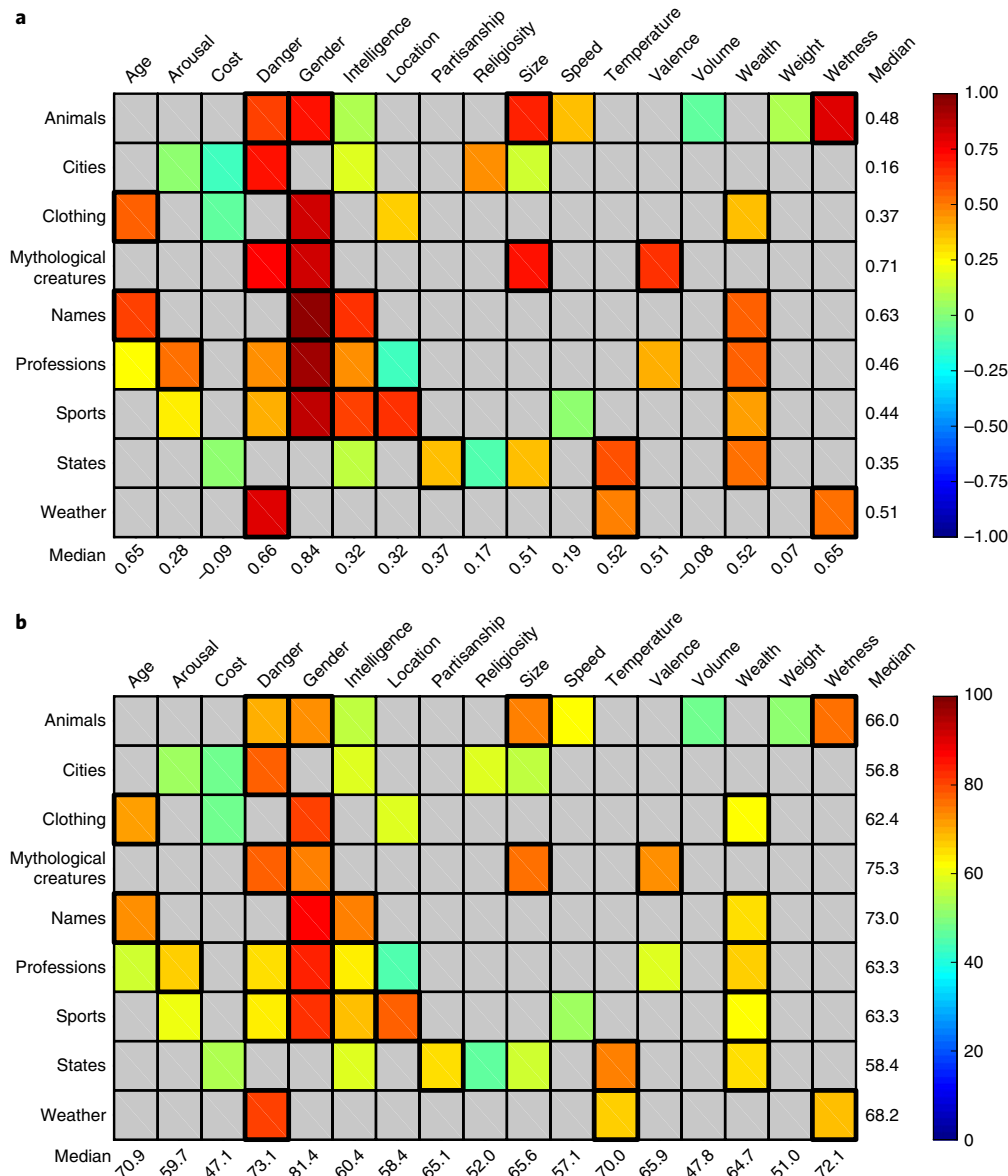 a
Age Arousal Cost Danger Gender Intelligence Location Partisanship Religiosity Size Speed Temperature Valence Volume Wealth Weight Wetness Median
Animals 0.48
Cities 0.16
Clothing 0.37
Mythological
creatures 0.71
Names 0.63
Professions 0.46
Sports 0.44
States 0.35
Weather 0.51
Median 0.65 0.28 –0.09 0.66 0.84 0.32 0.32 0.37 0.17 0.51 0.19 0.52 0.51 –0.08 0.52 0.07 0.65
1.00
0.75
0.50
0.25
0
–0.25
–0.50
–0.75
–1.00
b
Age Arousal Cost Danger Gender Intelligence Location Partisanship Religiosity Size Speed Temperature Valence Volume Wealth Weight Wetness Median
Animals 66.0
Cities 56.8
Clothing 62.4
Mythological
creatures 75.3
Names 73.0
Professions 63.3
Sports 63.3
States 58.4
Weather 68.2
Median 70.9 59.7 47.1 73.1 81.4 60.4 58.4 65.1 52.0 65.6 57.1 70.0 65.9 47.8 64.7 51.0 72.1
100
80
60
40
20
0